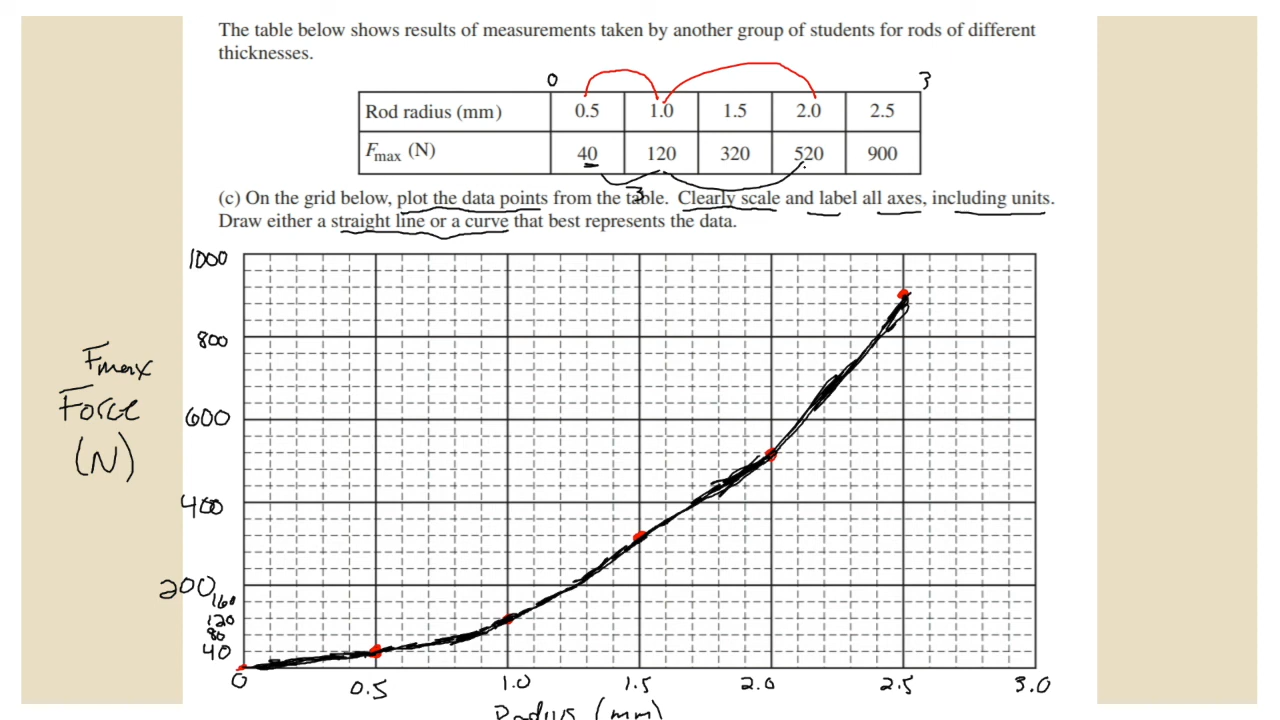 The table below shows results of measurements taken by another group of students for rods of different
thicknesses.
0 3
Rod radius (mm) 0.5 1.0 1.5 2.0 2.5
Fmax (N) 40 120 320 520 900
3
(c) On the grid below, plot the data points from the table. Clearly scale and label all axes, including units.
Draw either a straight line or a curve that best represents the data.
1000
800
Fmax
Force
(N)
600
400
200
160
120
80
40
0 0.5 1.0 1.5 2.0 2.5 3.0
Radius (mm)